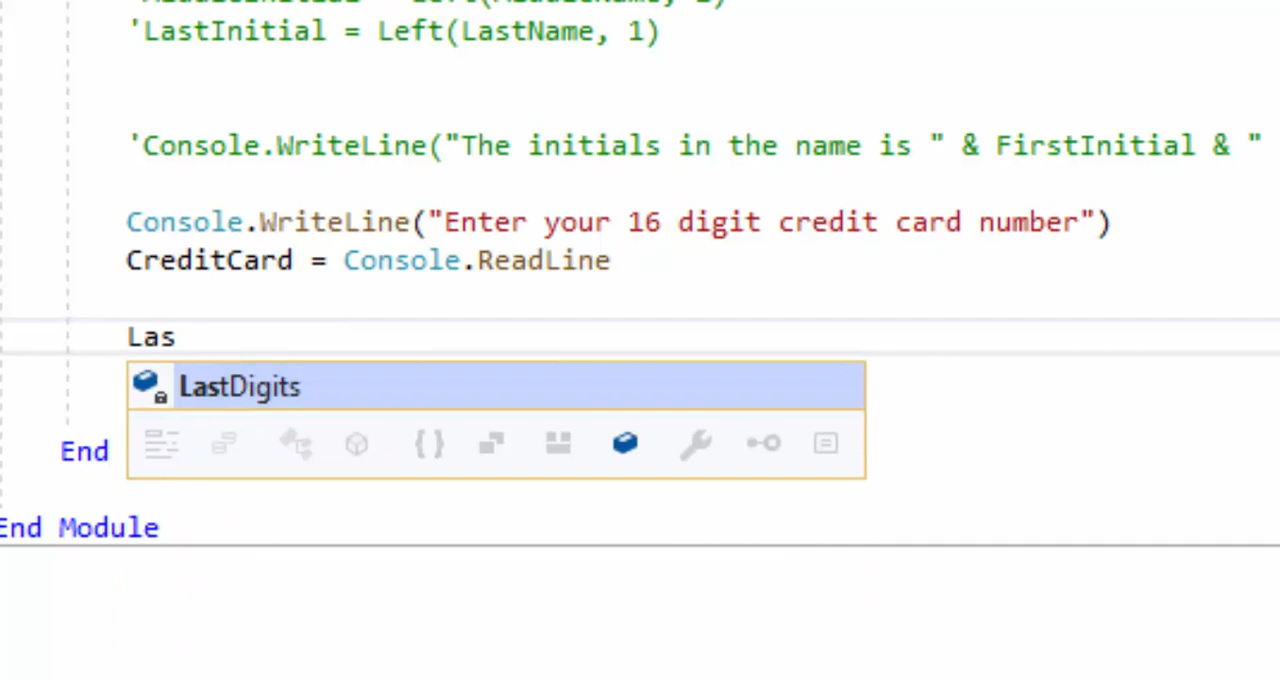 'LastInitial = Left(LastName, 1)
'Console.WriteLine("The initials in the name is " & FirstInitial & "
Console.WriteLine("Enter your 16 digit credit card number")
CreditCard = Console.ReadLine
Las
LastDigits
End
End Module